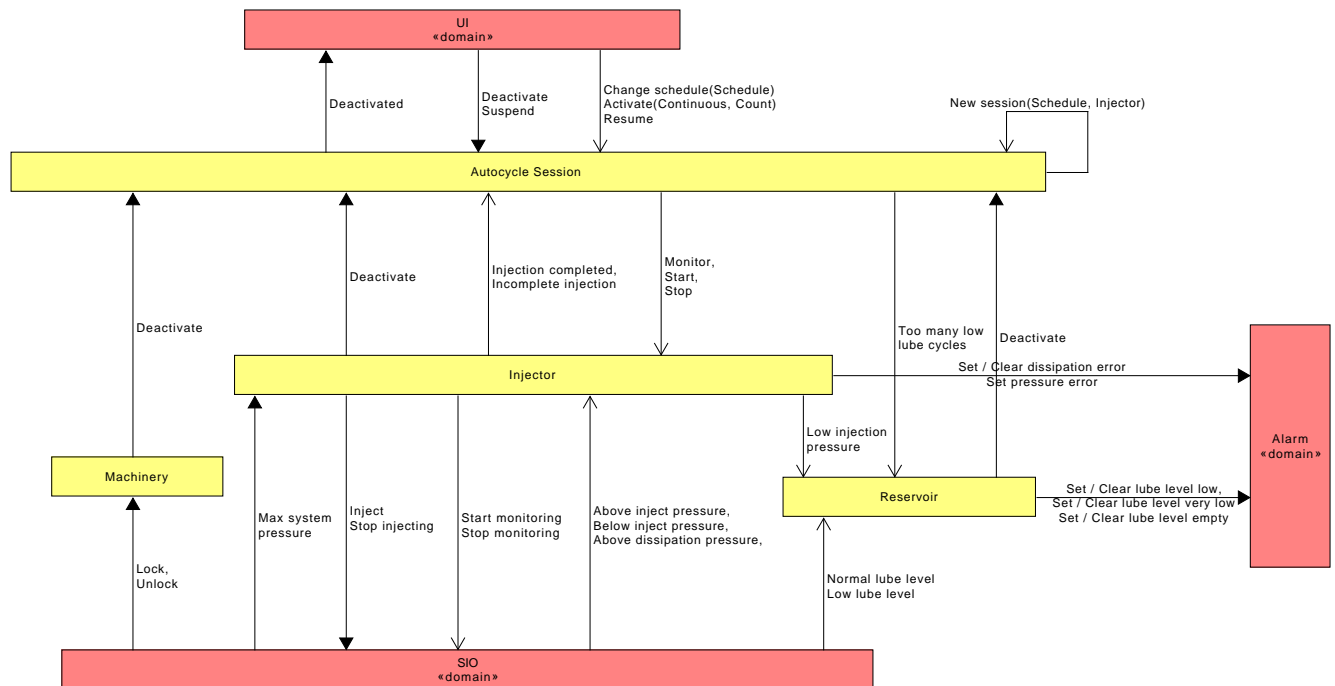 UI
«domain»
Deactivated
Deactivate
Suspend
Change schedule(Schedule)
Activate(Continuous, Count)
Resume
New session(Schedule, Injector)
Autocycle Session
Deactivate
Deactivate
Injection completed,
Incomplete injection
Monitor,
Start,
Stop
Too many low
lube cycles
Deactivate
Injector
Set / Clear dissipation error
Set pressure error
Alarm
«domain»
Low injection
pressure
Machinery
Reservoir
Set / Clear lube level low,
Set / Clear lube level very low
Set / Clear lube level empty
Max system
pressure
Inject
Stop injecting
Start monitoring
Stop monitoring
Above inject pressure,
Below inject pressure,
Above dissipation pressure,
Lock,
Unlock
Normal lube level
Low lube level
SIO
«domain»